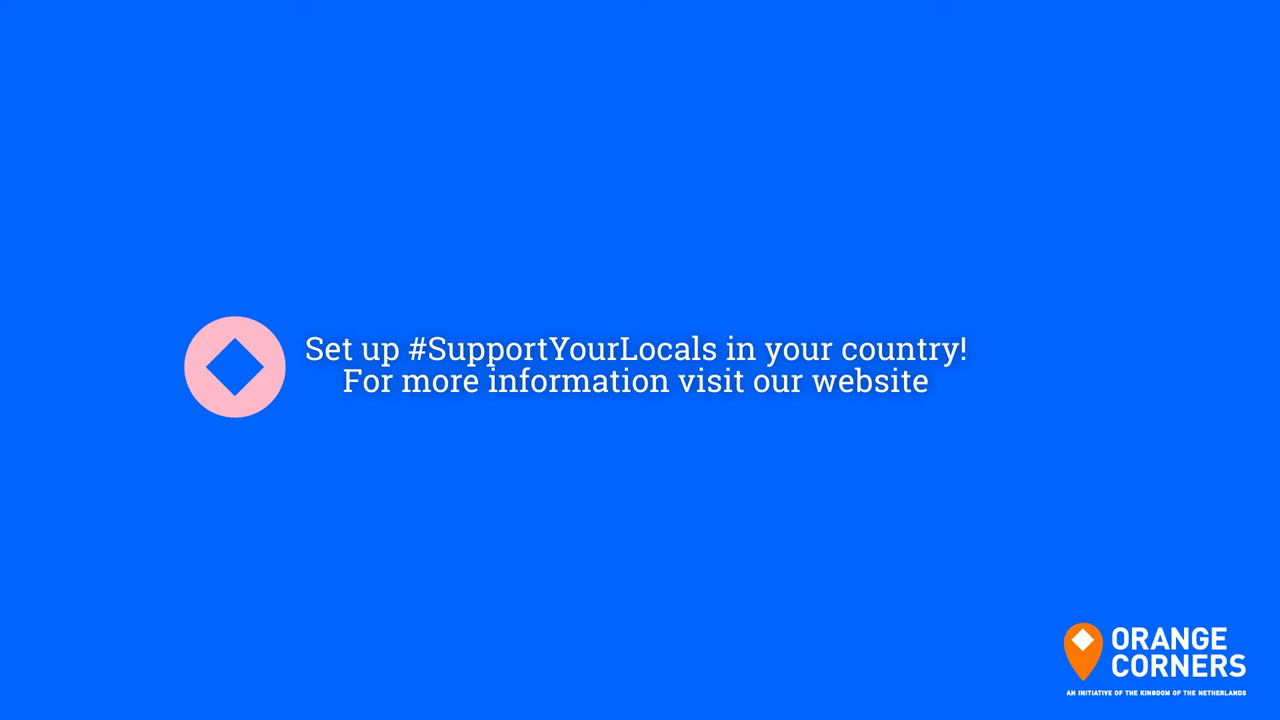 Set up #SupportYourLocals in your country!
For more information visit our website
ORANGE
CORNERS
AN INITIATIVE OF THE KINGDOM OF THE NETHERLANDS